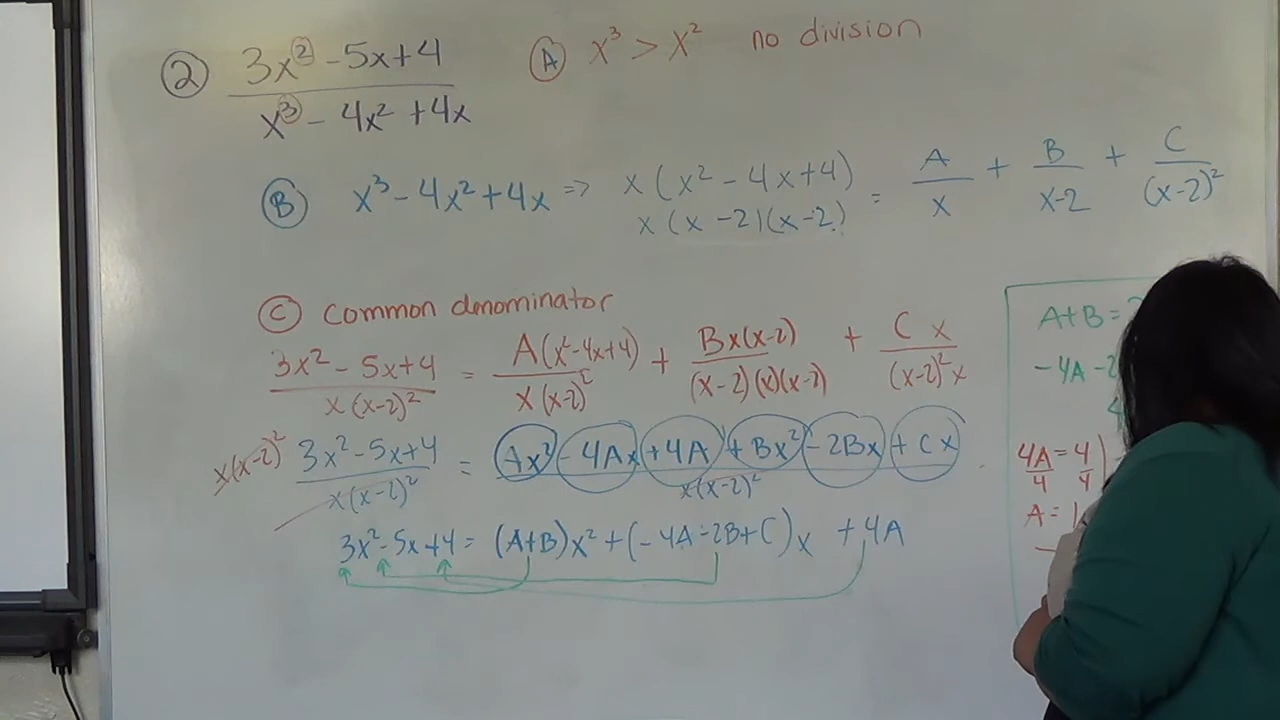 ② 3x² - 5x + 4 / x³ - 4x² + 4x
Ⓐ x³ > x² no division
Ⓑ x³ - 4x² + 4x => x(x² - 4x + 4) = A/x + B/x-2 + C/(x-2)²
x(x-2)(x-2)
Ⓒ Common denominator
3x² - 5x + 4 / x(x-2)² = A(x²-4x+4) / x(x-2)² + Bx(x-2) / (x-2)(x)(x-2) + Cx / (x-2)²x
x(x-2)² 3x² - 5x + 4 / x(x-2)² = Ax² - 4Ax + 4A + Bx² - 2Bx + Cx / x(x-2)²
3x² - 5x + 4 = (A+B)x² + (-4A - 2B + C)x + 4A
A+B =
-4A - 2
4A/4 = 4/4
A = 1